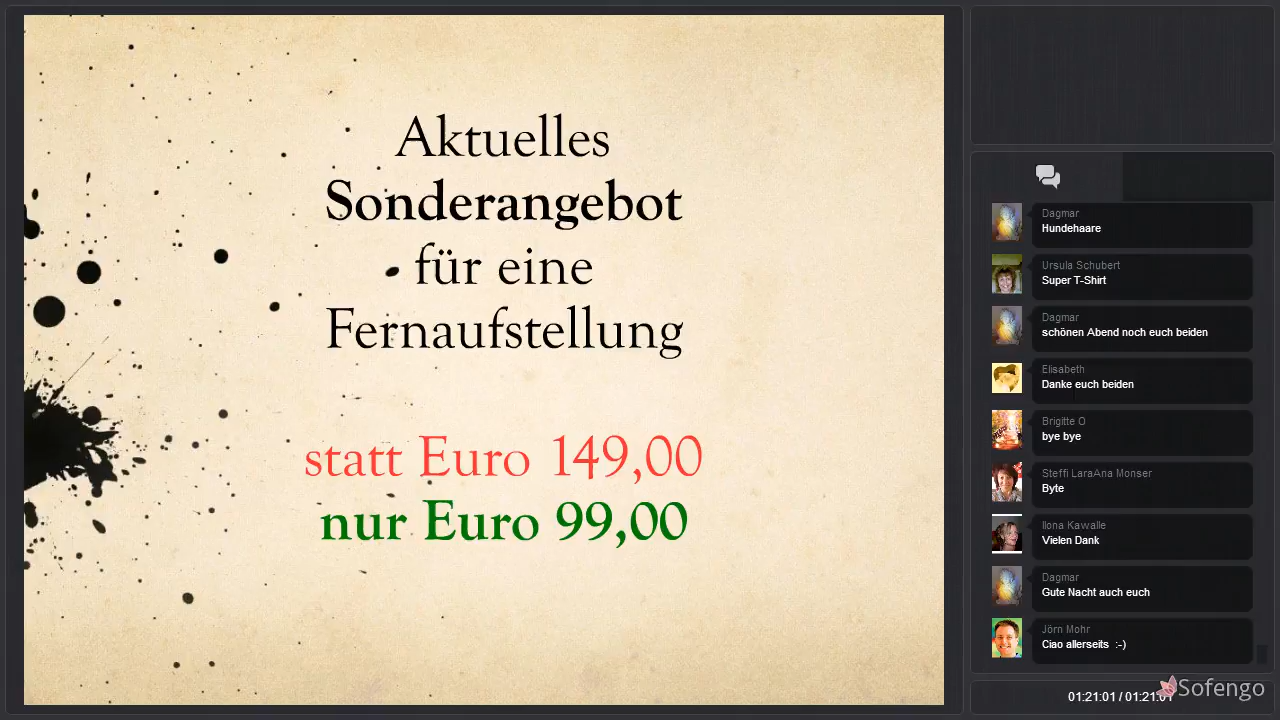 Aktuelles
Sonderangebot
für eine
Fernaufstellung
statt Euro 149,00
nur Euro 99,00
Dagmar
Hundehaare
Ursula Schubert
Super T-Shirt
Dagmar
schönen Abend noch euch beiden
Elisabeth
Danke euch beiden
Brigitte O
bye bye
Steffi LaraAna Monser
Byte
Ilona Kawalle
Vielen Dank
Dagmar
Gute Nacht auch euch
Jörn Mohr
Ciao allerseits :-)
01:21:01 / 01:21:01
Sofengo